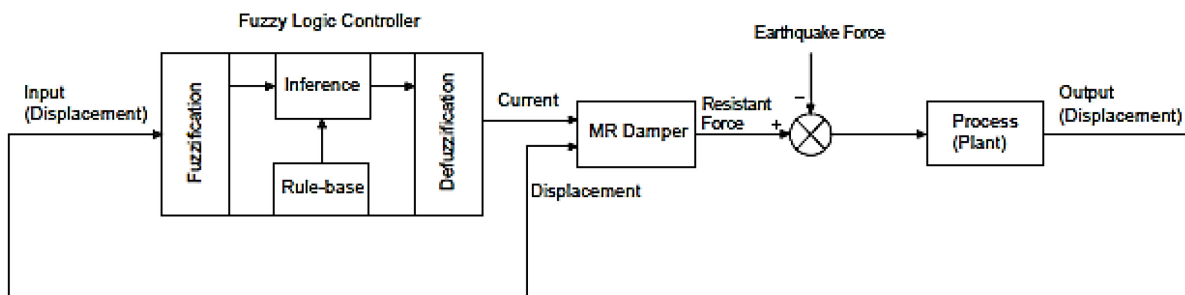 Fuzzy Logic Controller
Earthquake Force
Input
(Displacement)
Fuzzification
Inference
Rule-base
Defuzzification
Current
Displacement
MR Damper
Resistant
Force
+
−
Process
(Plant)
Output
(Displacement)